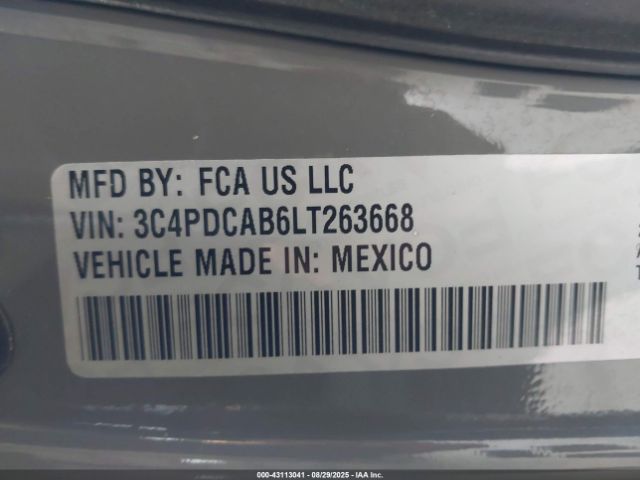 MFD BY: FCA US LLC
VIN: 3C4PDCAB6LT263668
VEHICLE MADE IN: MEXICO
000-43113041 - 08/29/2025 - IAA Inc.